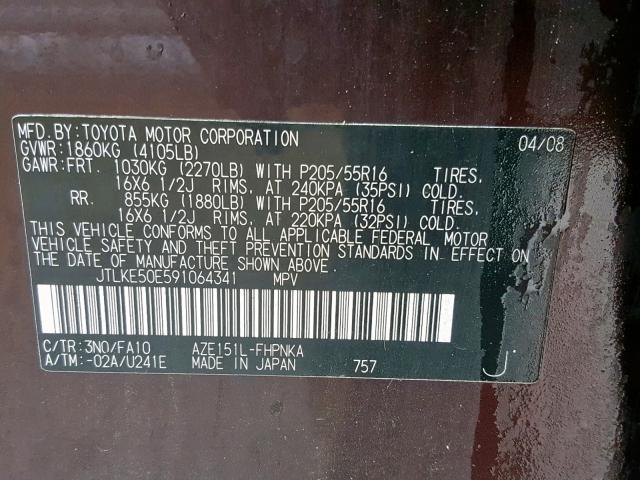 MFD.BY:TOYOTA MOTOR CORPORATION 04/08
GVWR:1860KG (4105LB)
GAWR:FRT. 1030KG (2270LB) WITH P205/55R16 TIRES,
16X6 1/2J RIMS, AT 240KPA (35PSI) COLD.
RR. 855KG (1880LB) WITH P205/55R16 TIRES,
16X6 1/2J RIMS, AT 220KPA (32PSI) COLD.
THIS VEHICLE CONFORMS TO ALL APPLICABLE FEDERAL MOTOR
VEHICLE SAFETY AND THEFT PREVENTION STANDARDS IN EFFECT ON
THE DATE OF MANUFACTURE SHOWN ABOVE.
JTLKE50E591064341 MPV
C/TR:3N0/FA10 AZE151L-FHPNKA
A/TM:-02A/U241E MADE IN JAPAN 757 J